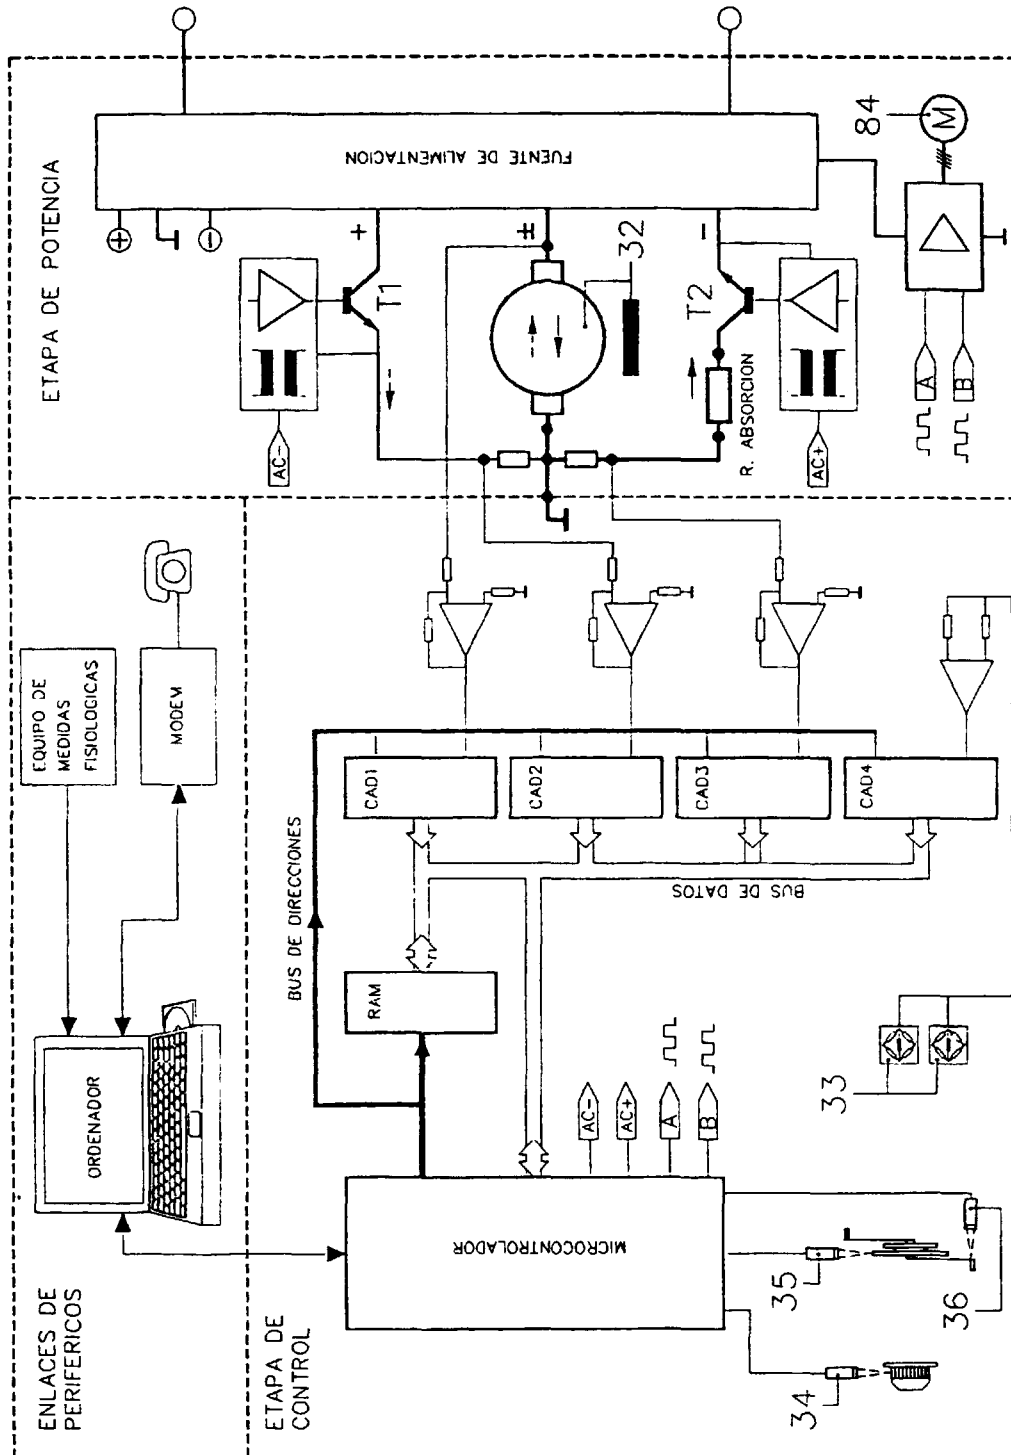 ENLACES DE
PERIFERICOS
ORDENADOR
EQUIPO DE
MEDIDAS
FISIOLOGICAS
MODEM
ETAPA DE POTENCIA
FUENTE DE ALIMENTACION
+
-
+
±
-
AC-
T1
32
T2
R. ABSORCION
AC+
A
B
84
M
ETAPA DE
CONTROL
MICROCONTROLADOR
BUS DE DIRECCIONES
RAM
CAD1
CAD2
CAD3
CAD4
BUS DE DATOS
AC-
AC+
A
B
33
34
35
36